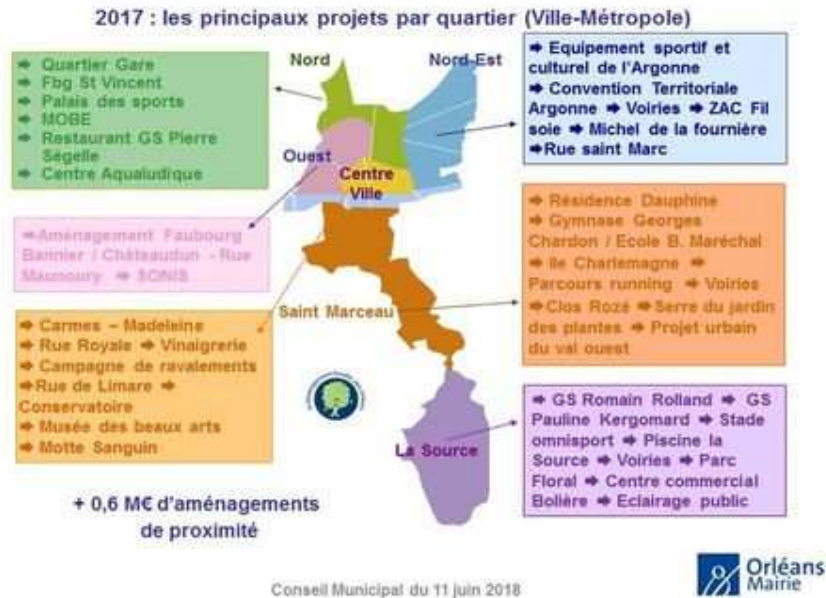 2017 : les principaux projets par quartier (Ville-Métropole)
Nord
Nord-Est
Ouest
Centre
Ville
Saint Marceau
La Source
➔ Quartier Gare
➔ Fbg St Vincent
➔ Palais des sports
➔ MOBE
➔ Restaurant GS Pierre
Ségelle
➔ Centre Aqualudique
➔ Equipement sportif et
culturel de l'Argonne
➔ Convention Territoriale
Argonne ➔ Voiries ➔ ZAC Fil
soie ➔ Michel de la fournière
➔Rue saint Marc
➔Aménagement Faubourg
Bannier / Châteaudun - Rue
Maunoury ➔ SONIS
➔ Résidence Dauphine
➔ Gymnase Georges
Chardon / Ecole B. Maréchal
➔ Ile Charlemagne ➔
Parcours running ➔ Voiries
➔Clos Rozé ➔Serre du jardin
des plantes ➔ Projet urbain
du val ouest
➔ Carmes – Madeleine
➔ Rue Royale ➔ Vinaigrerie
➔ Campagne de ravalements
➔Rue de Limare ➔
Conservatoire
➔ Musée des beaux arts
➔ Motte Sanguin
➔ GS Romain Rolland ➔ GS
Pauline Kergomard ➔ Stade
omnisport ➔ Piscine la
Source ➔ Voiries ➔ Parc
Floral ➔ Centre commercial
Bolière ➔ Eclairage public
+ 0,6 M€ d'aménagements
de proximité
Conseil Municipal du 11 juin 2018
Orléans
Mairie